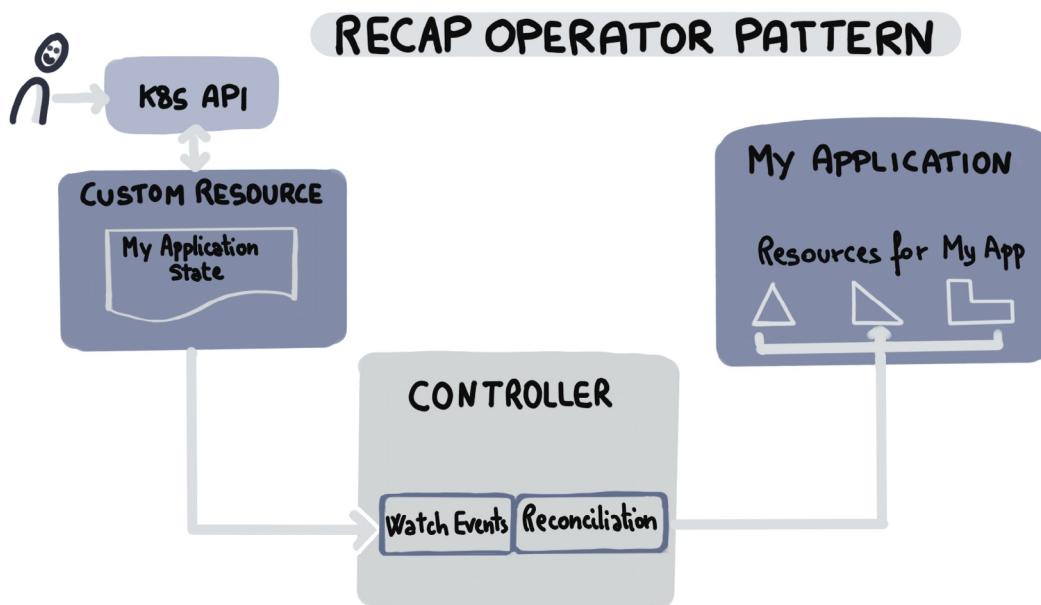 RECAP OPERATOR PATTERN
K8s API
CUSTOM RESOURCE
My Application
State
CONTROLLER
Watch Events
Reconciliation
My APPLICATION
Resources for My App